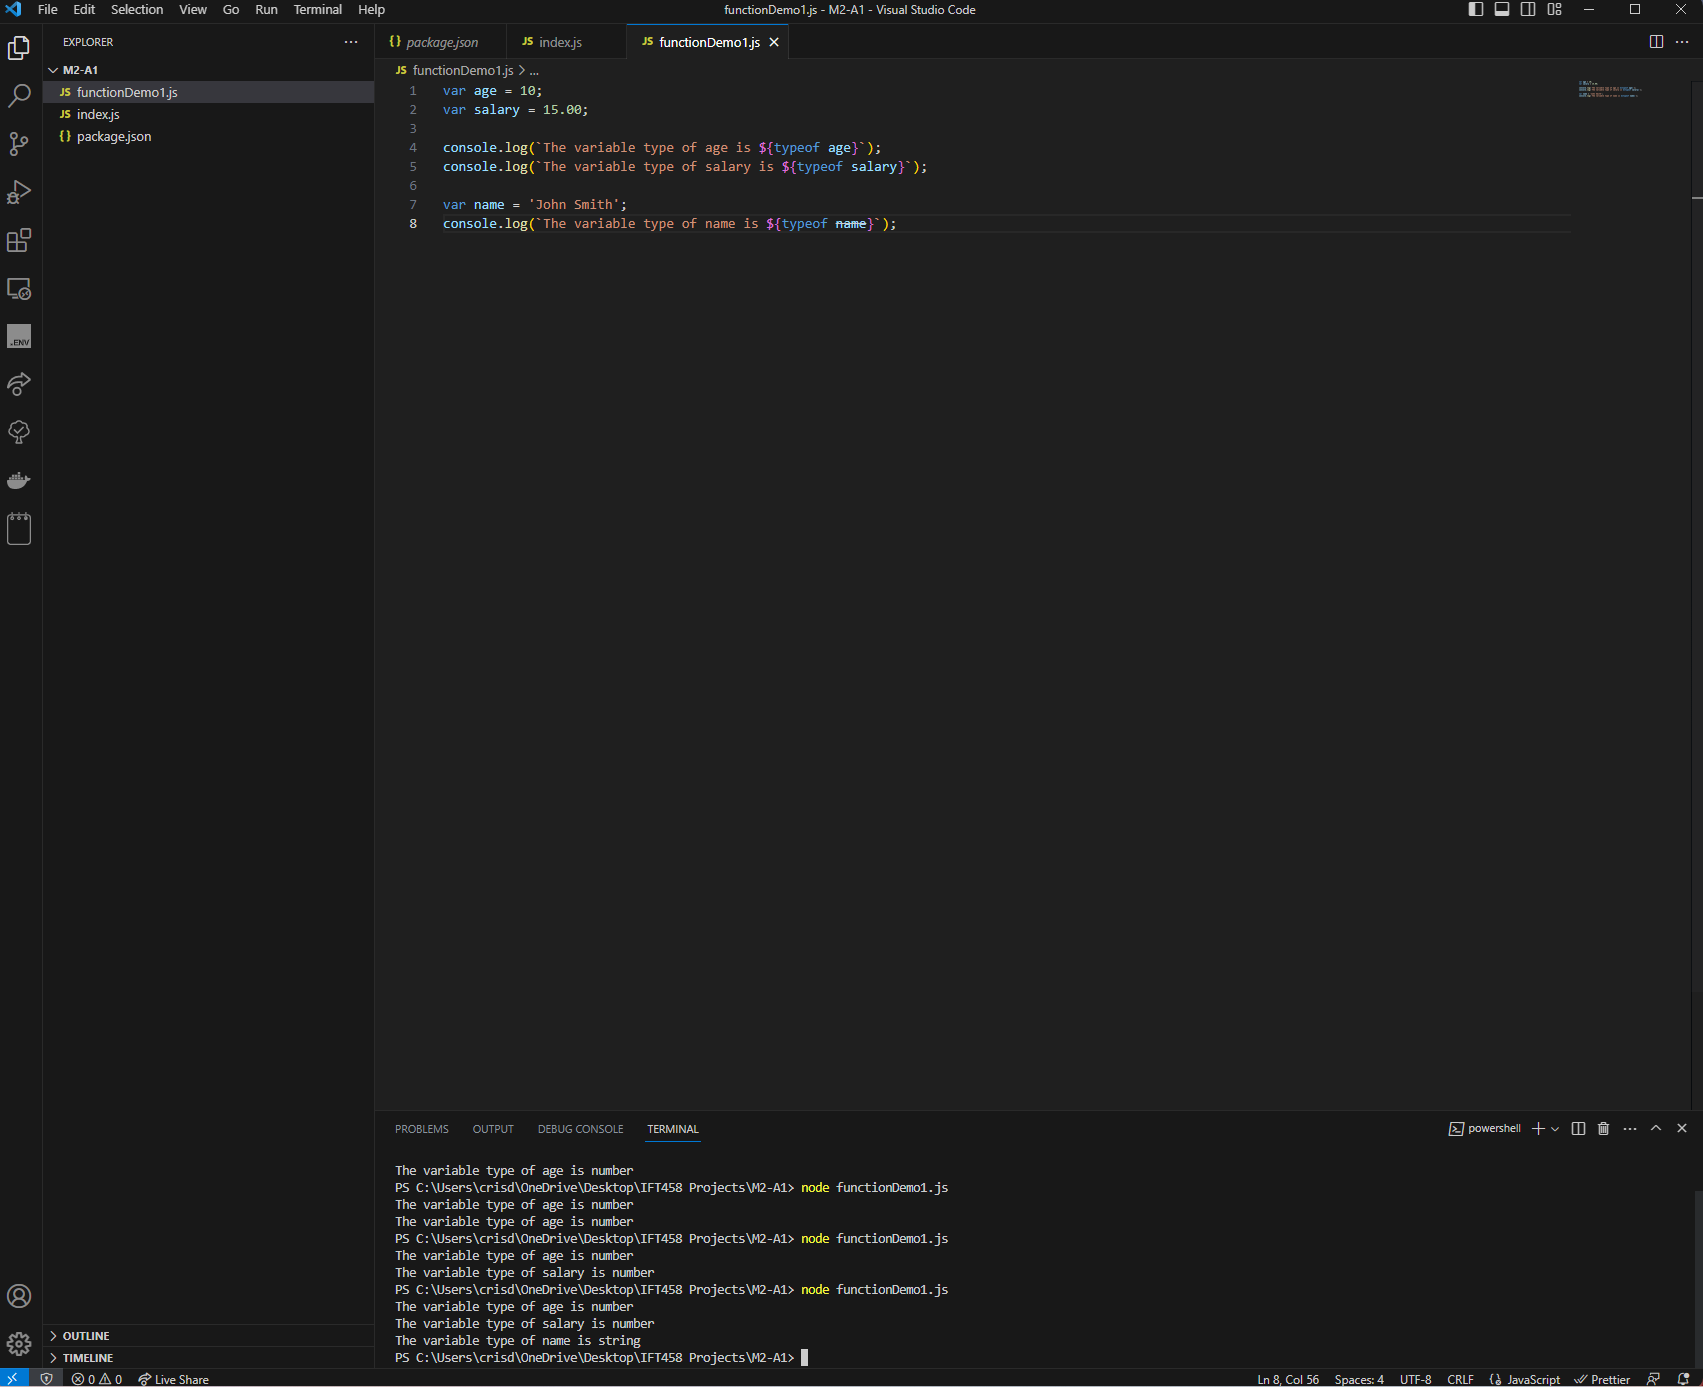 File Edit Selection View Go Run Terminal Help
functionDemo1.js - M2-A1 - Visual Studio Code
EXPLORER
M2-A1
JS functionDemo1.js
JS index.js
{} package.json
.ENV
OUTLINE
TIMELINE
{} package.json
JS index.js
JS functionDemo1.js
JS functionDemo1.js > ...
1 var age = 10;
2 var salary = 15.00;
3
4 console.log(`The variable type of age is ${typeof age}`);
5 console.log(`The variable type of salary is ${typeof salary}`);
6
7 var name = 'John Smith';
8 console.log(`The variable type of name is ${typeof name}`);
PROBLEMS OUTPUT DEBUG CONSOLE TERMINAL
powershell
The variable type of age is number
PS C:\Users\crisd\OneDrive\Desktop\IFT458 Projects\M2-A1> node functionDemo1.js
The variable type of age is number
The variable type of age is number
PS C:\Users\crisd\OneDrive\Desktop\IFT458 Projects\M2-A1> node functionDemo1.js
The variable type of age is number
The variable type of salary is number
PS C:\Users\crisd\OneDrive\Desktop\IFT458 Projects\M2-A1> node functionDemo1.js
The variable type of age is number
The variable type of salary is number
The variable type of name is string
PS C:\Users\crisd\OneDrive\Desktop\IFT458 Projects\M2-A1>
0 0 Live Share
Ln 8, Col 56 Spaces: 4 UTF-8 CRLF {} JavaScript Prettier